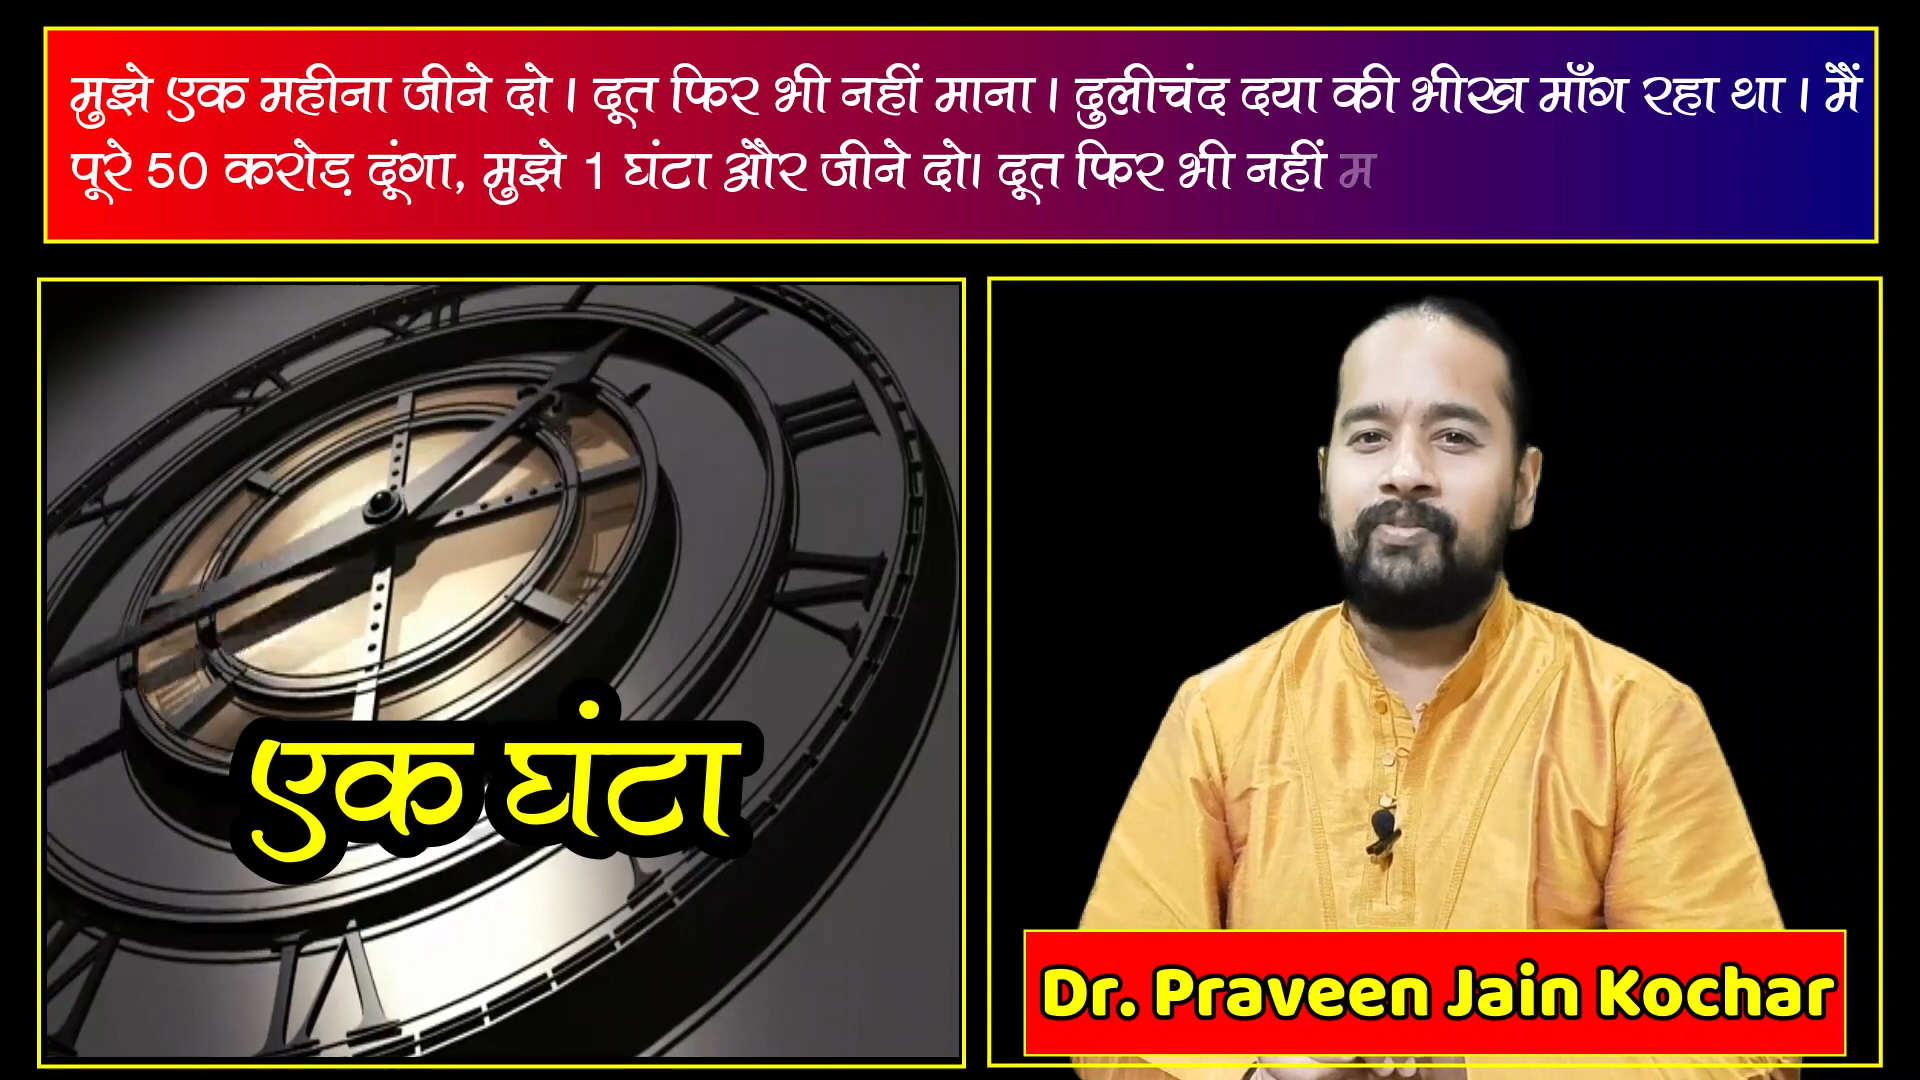 मुझे एक महीना जीने दो। दूत फिर भी नहीं माना। दुलीचंद दया की भीख माँग रहा था। मैं
पूरे 50 करोड़ दूंगा, मुझे 1 घंटा और जीने दो। दूत फिर भी नहीं म
एक घंटा
Dr. Praveen Jain Kochar